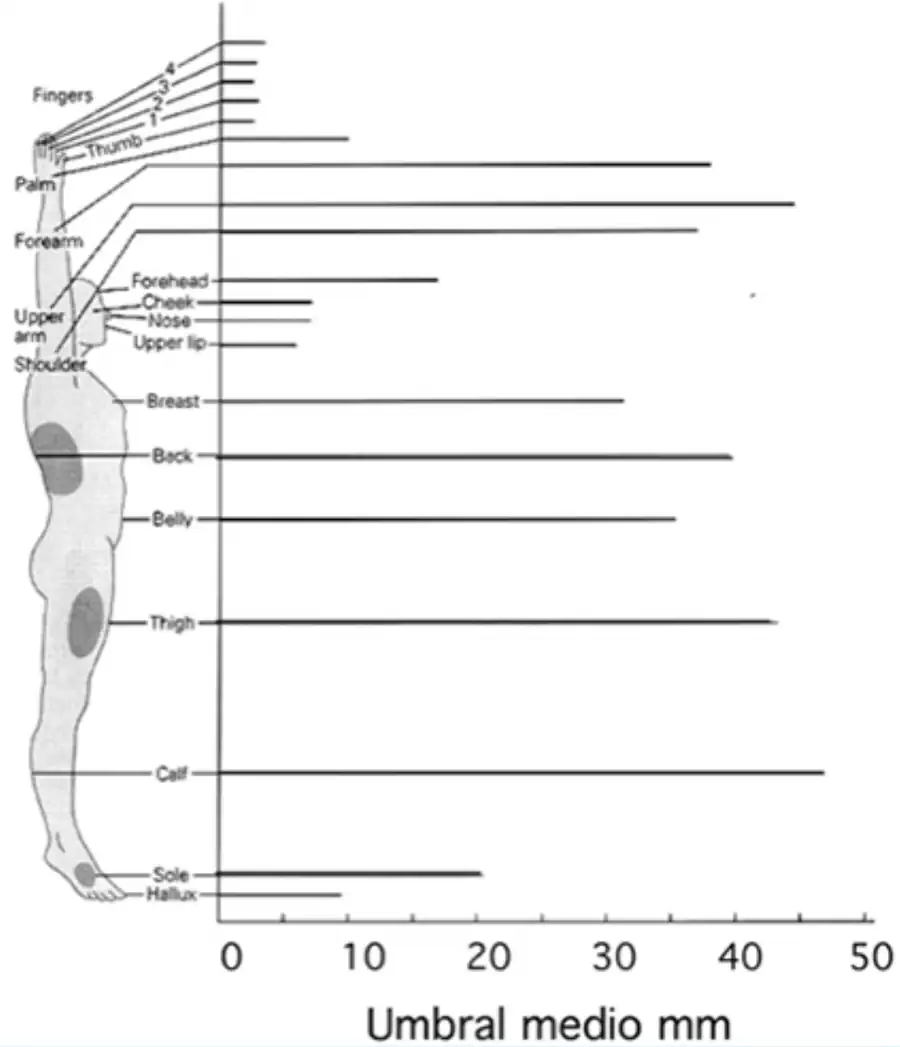 4
3
Fingers
2
1
Thumb
Palm
Forearm
Forehead
Cheek
Upper
arm
Nose
Upper lip
Shoulder
Breast
Back
Belly
Thigh
Calf
Sole
Hallux
0 10 20 30 40 50
Umbral medio mm